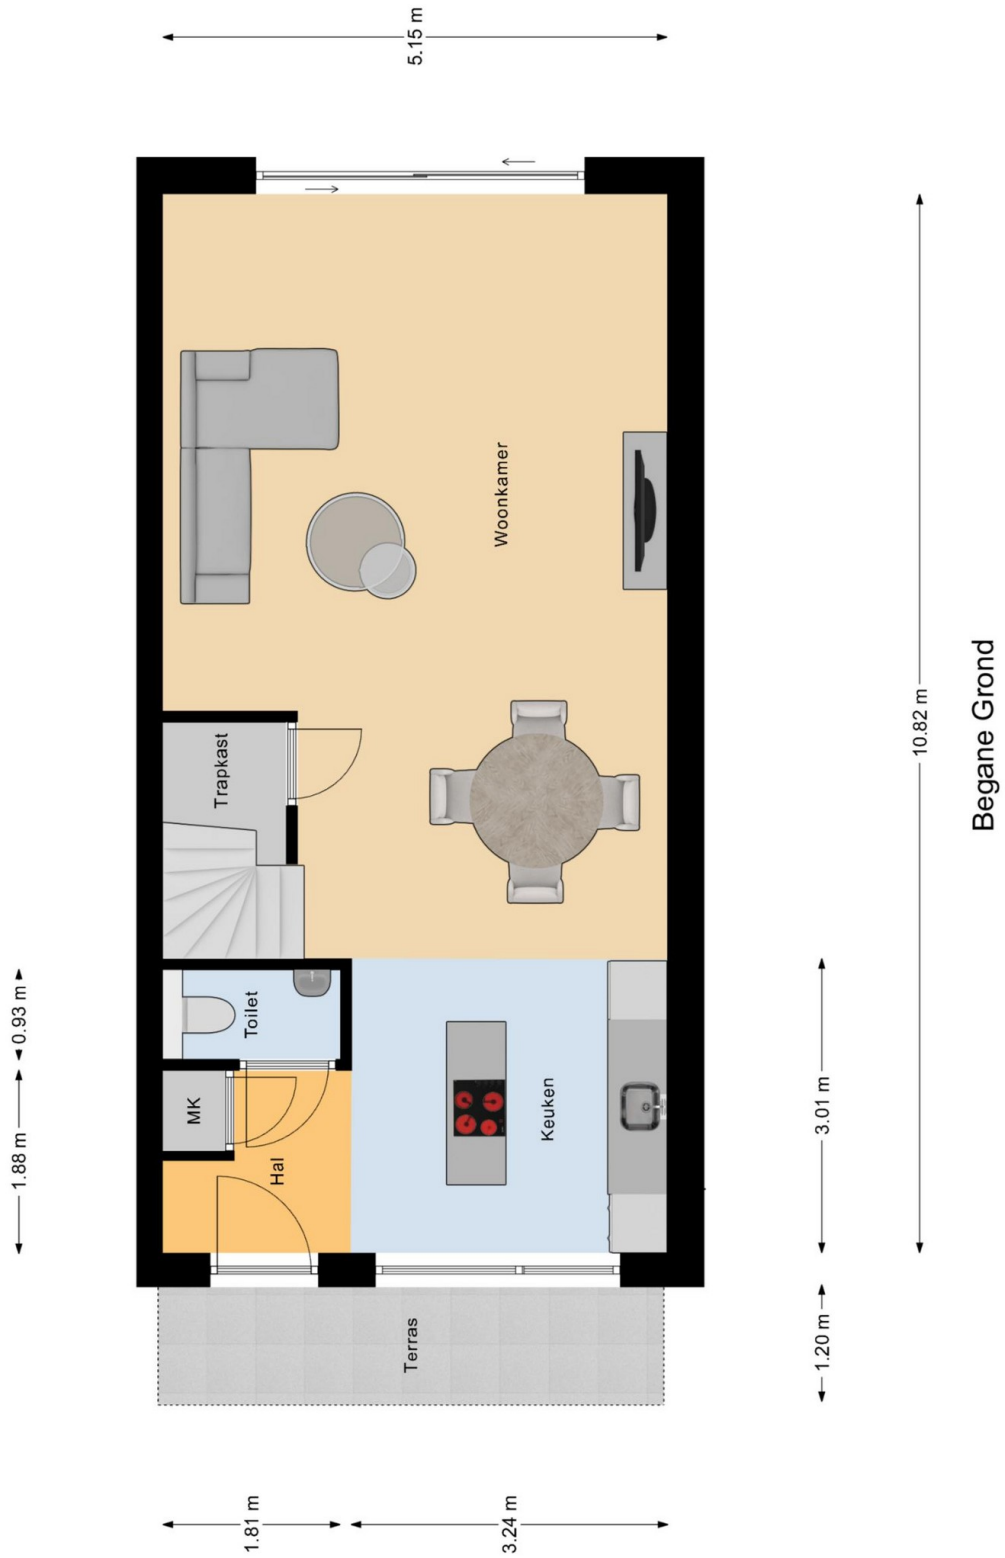 5.15 m
Woonkamer
Trapkast
10.82 m
Begane Grond
Toilet
0.93 m
MK
Keuken
3.01 m
1.88 m
Hal
Terras
1.20 m
1.81 m
3.24 m